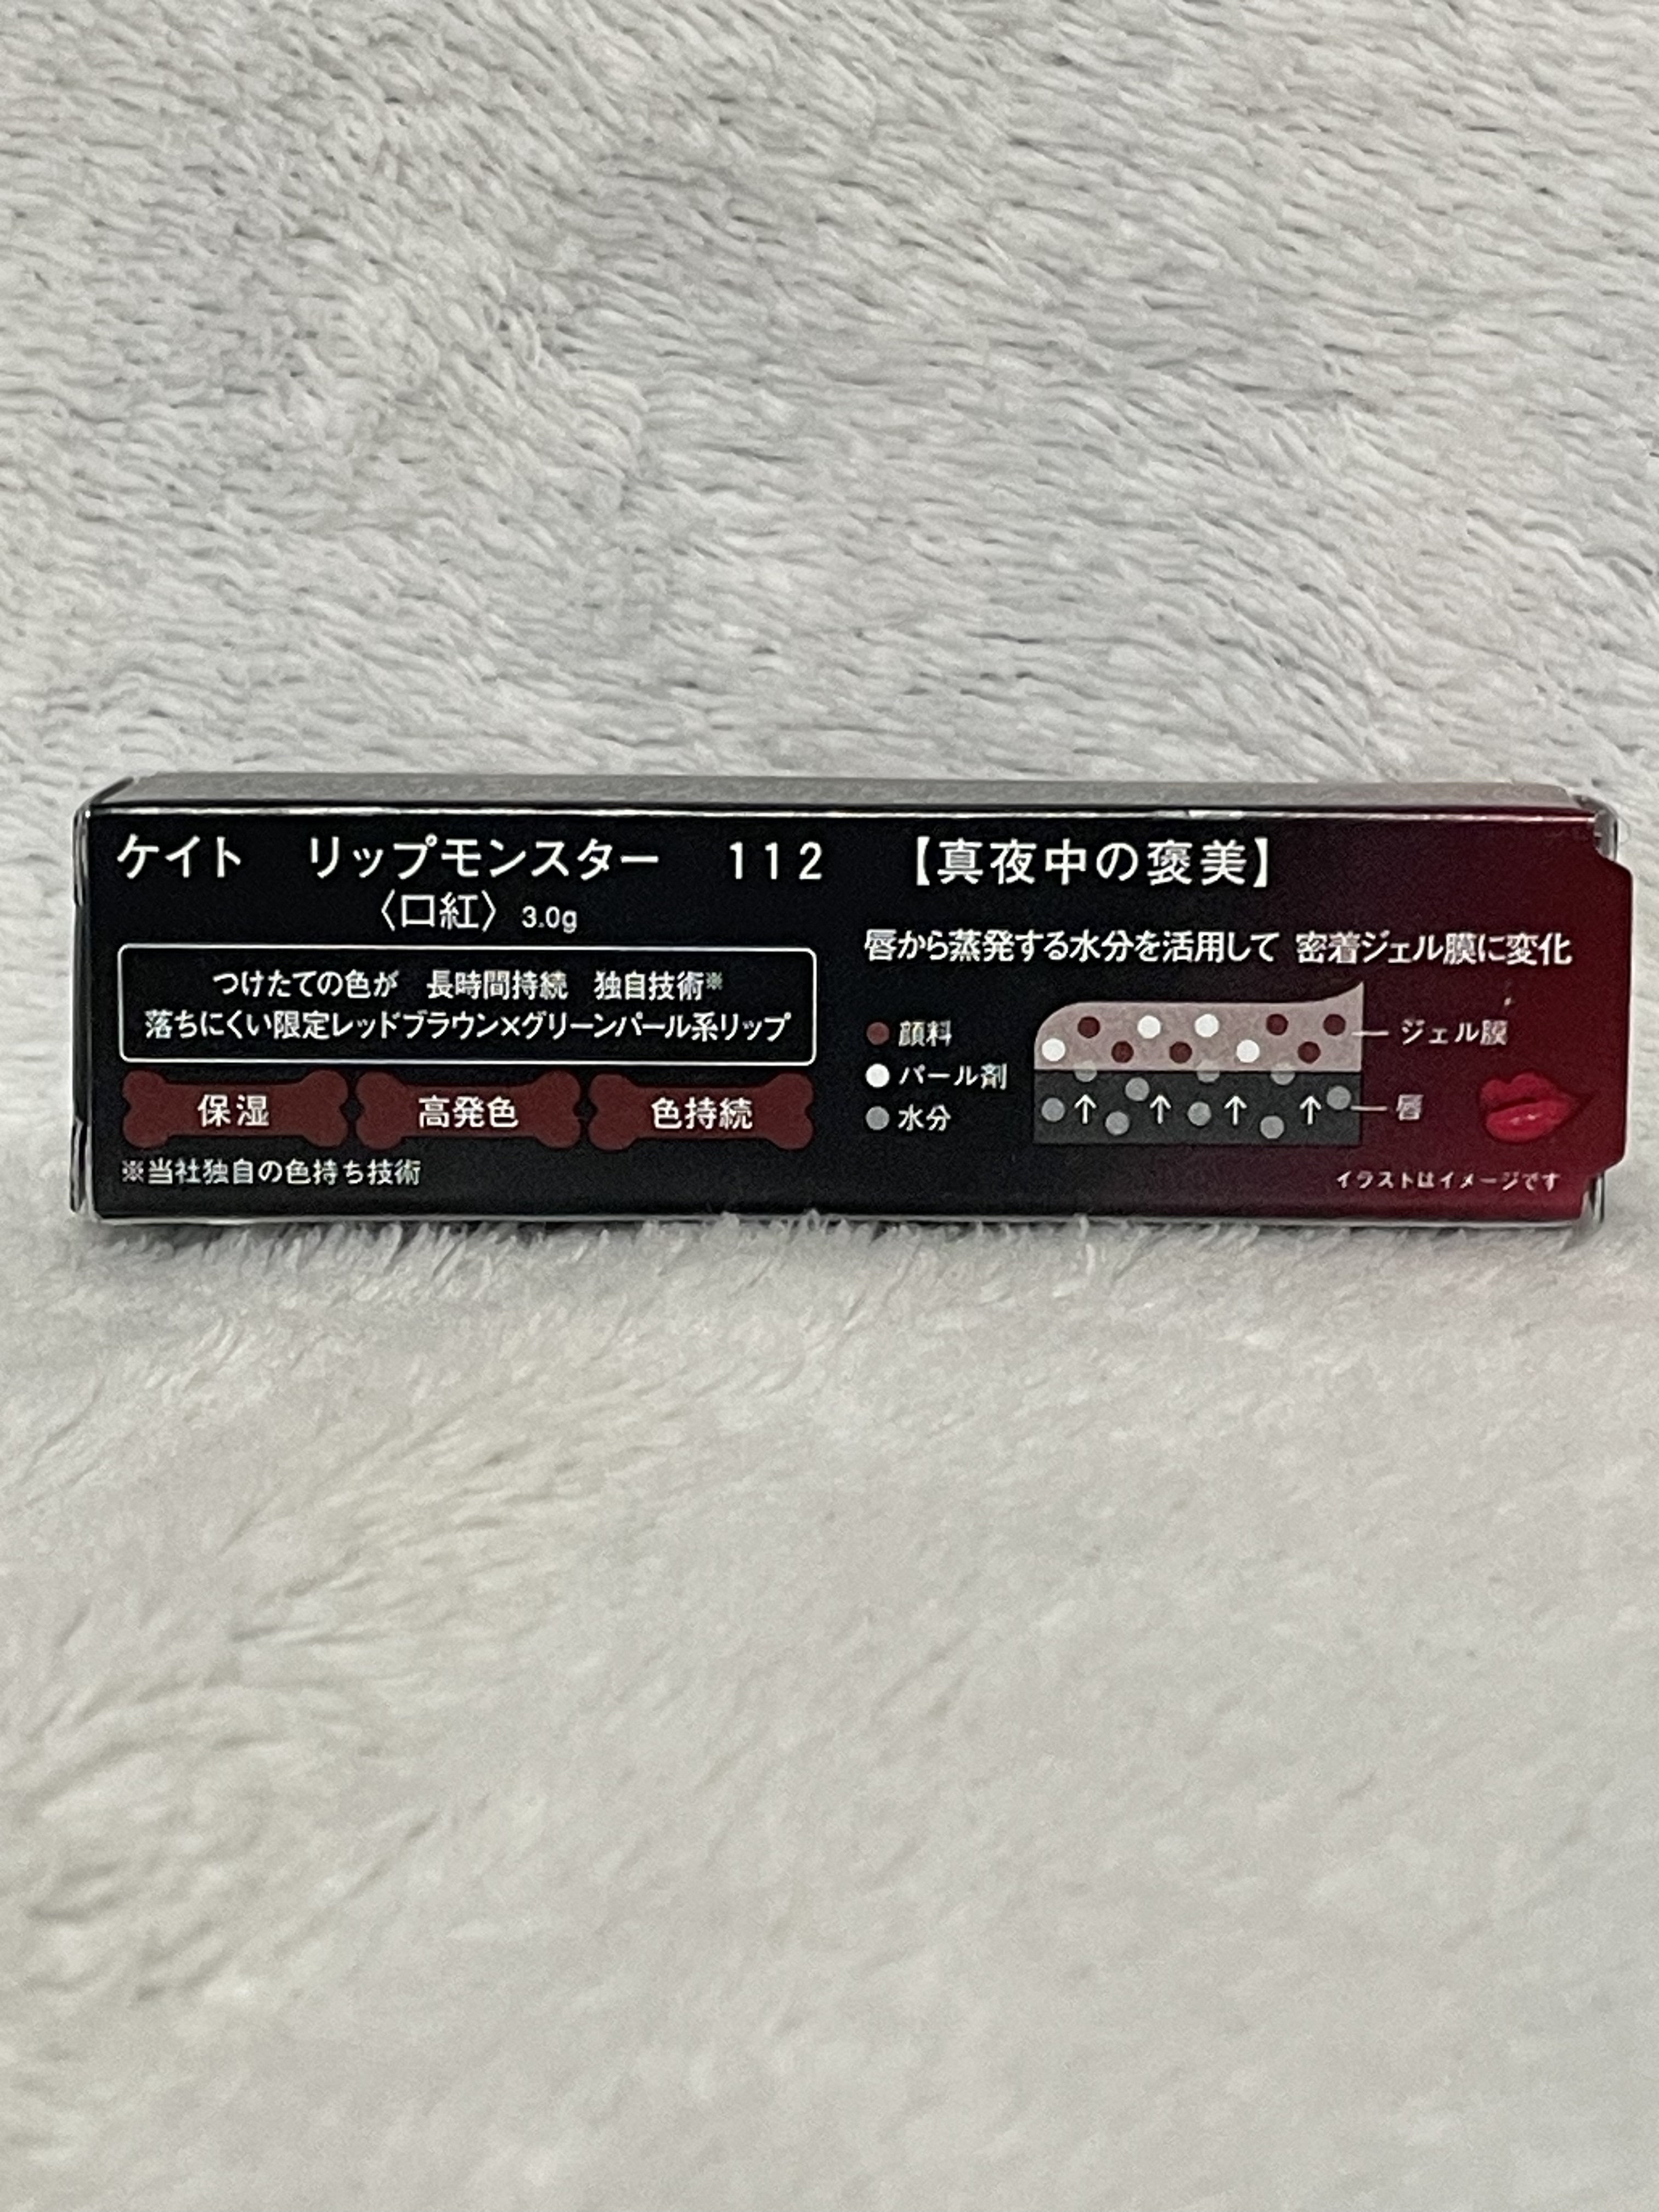 ケイト リップモンスター 112 【真夜中の褒美】
〈口紅〉3.0g
つけたての色が 長時間持続 独自技術※
落ちにくい限定レッドブラウン×グリーンパール系リップ
保湿 高発色 色持続
※当社独自の色持ち技術
唇から蒸発する水分を活用して 密着ジェル膜に変化
顔料
パール剤
水分
ジェル膜
唇
イラストはイメージです